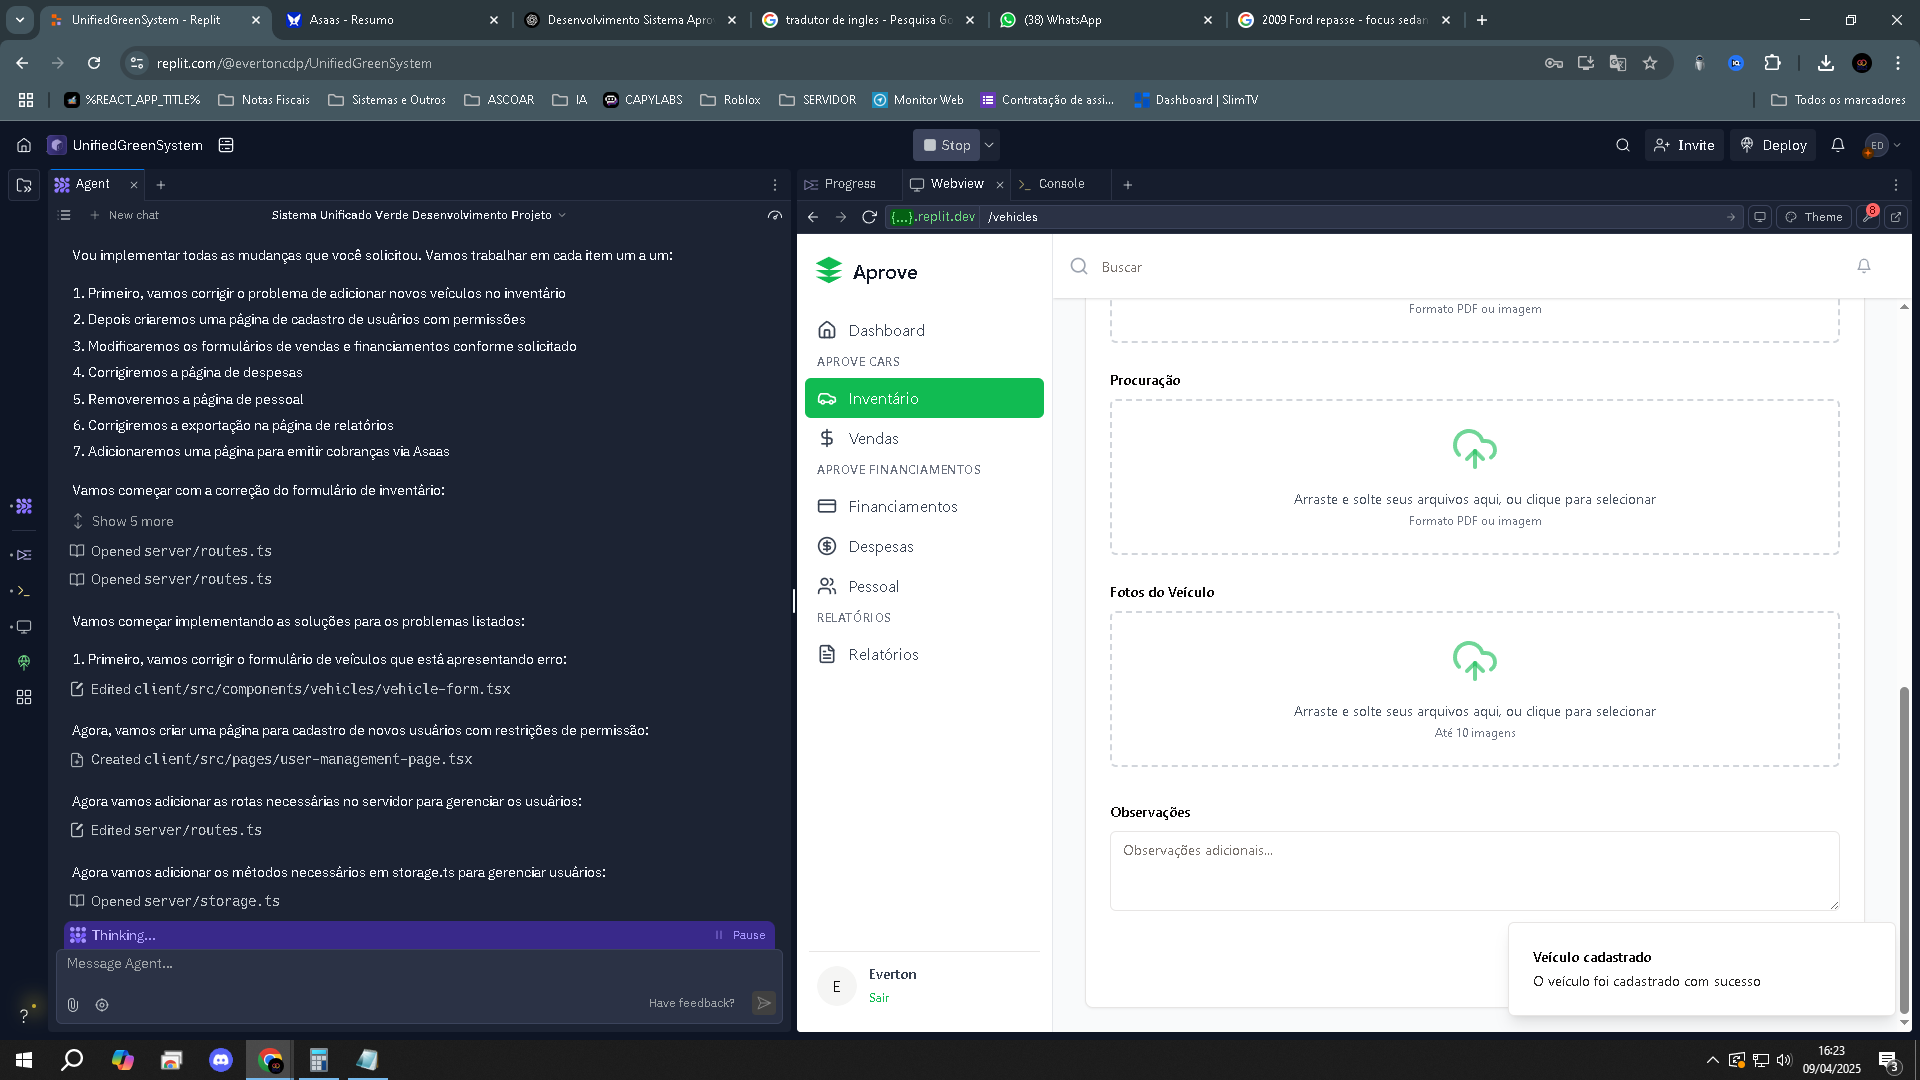 UnifiedGreenSystem - Replit
Asaas - Resumo
Desenvolvimento Sistema Apro
tradutor de ingles - Pesquisa Go
(38) WhatsApp
2009 Ford repasse - focus sedan
replit.com/@evertoncdp/UnifiedGreenSystem
%REACT_APP_TITLE%
Notas Fiscais
Sistemas e Outros
ASCOAR
IA
CAPYLABS
Roblox
SERVIDOR
Monitor Web
Contratação de assi...
Dashboard | SlimTV
Todos os marcadores
UnifiedGreenSystem
Stop
Invite
Deploy
ED
Agent
New chat
Sistema Unificado Verde Desenvolvimento Projeto
Vou implementar todas as mudanças que você solicitou. Vamos trabalhar em cada item um a um:
1. Primeiro, vamos corrigir o problema de adicionar novos veículos no inventário
2. Depois criaremos uma página de cadastro de usuários com permissões
3. Modificaremos os formulários de vendas e financiamentos conforme solicitado
4. Corrigiremos a página de despesas
5. Removeremos a página de pessoal
6. Corrigiremos a exportação na página de relatórios
7. Adicionaremos uma página para emitir cobranças via Asaas
Vamos começar com a correção do formulário de inventário:
Show 5 more
Opened server/routes.ts
Opened server/routes.ts
Vamos começar implementando as soluções para os problemas listados:
1. Primeiro, vamos corrigir o formulário de veículos que está apresentando erro:
Edited client/src/components/vehicles/vehicle-form.tsx
Agora, vamos criar uma página para cadastro de novos usuários com restrições de permissão:
Created client/src/pages/user-management-page.tsx
Agora vamos adicionar as rotas necessárias no servidor para gerenciar os usuários:
Edited server/routes.ts
Agora vamos adicionar os métodos necessários em storage.ts para gerenciar usuários:
Opened server/storage.ts
Thinking...
Pause
Message Agent...
Have feedback?
Progress
Webview
Console
{...}.replit.dev
/vehicles
Theme
8
Aprove
Dashboard
APROVE CARS
Inventário
Vendas
APROVE FINANCIAMENTOS
Financiamentos
Despesas
Pessoal
RELATÓRIOS
Relatórios
E
Everton
Sair
Buscar
Formato PDF ou imagem
Procuração
Arraste e solte seus arquivos aqui, ou clique para selecionar
Formato PDF ou imagem
Fotos do Veículo
Arraste e solte seus arquivos aqui, ou clique para selecionar
Até 10 imagens
Observações
Observações adicionais...
Veículo cadastrado
O veículo foi cadastrado com sucesso
16:23
09/04/2025
3